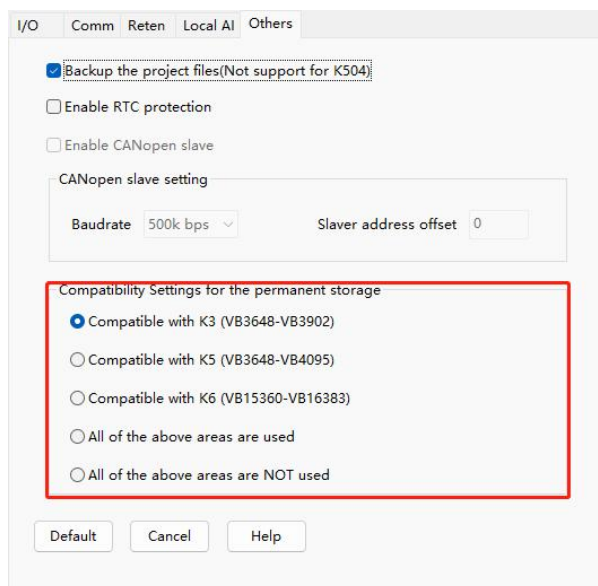 I/O Comm Reten Local AI Others
Backup the project files(Not support for K504)
Enable RTC protection
Enable CANopen slave
CANopen slave setting
Baudrate 500k bps Slaver address offset 0
Compatibility Settings for the permanent storage
Compatible with K3 (VB3648-VB3902)
Compatible with K5 (VB3648-VB4095)
Compatible with K6 (VB15360-VB16383)
All of the above areas are used
All of the above areas are NOT used
Default Cancel Help